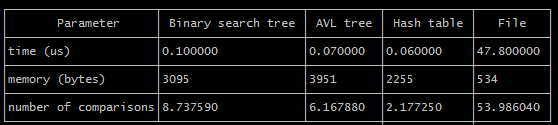 Parameter Binary search tree AVL tree Hash table File
time (us) 0.100000 0.070000 0.060000 47.800000
memory (bytes) 3095 3951 2255 534
number of comparisons 8.737590 6.167880 2.177250 53.986040